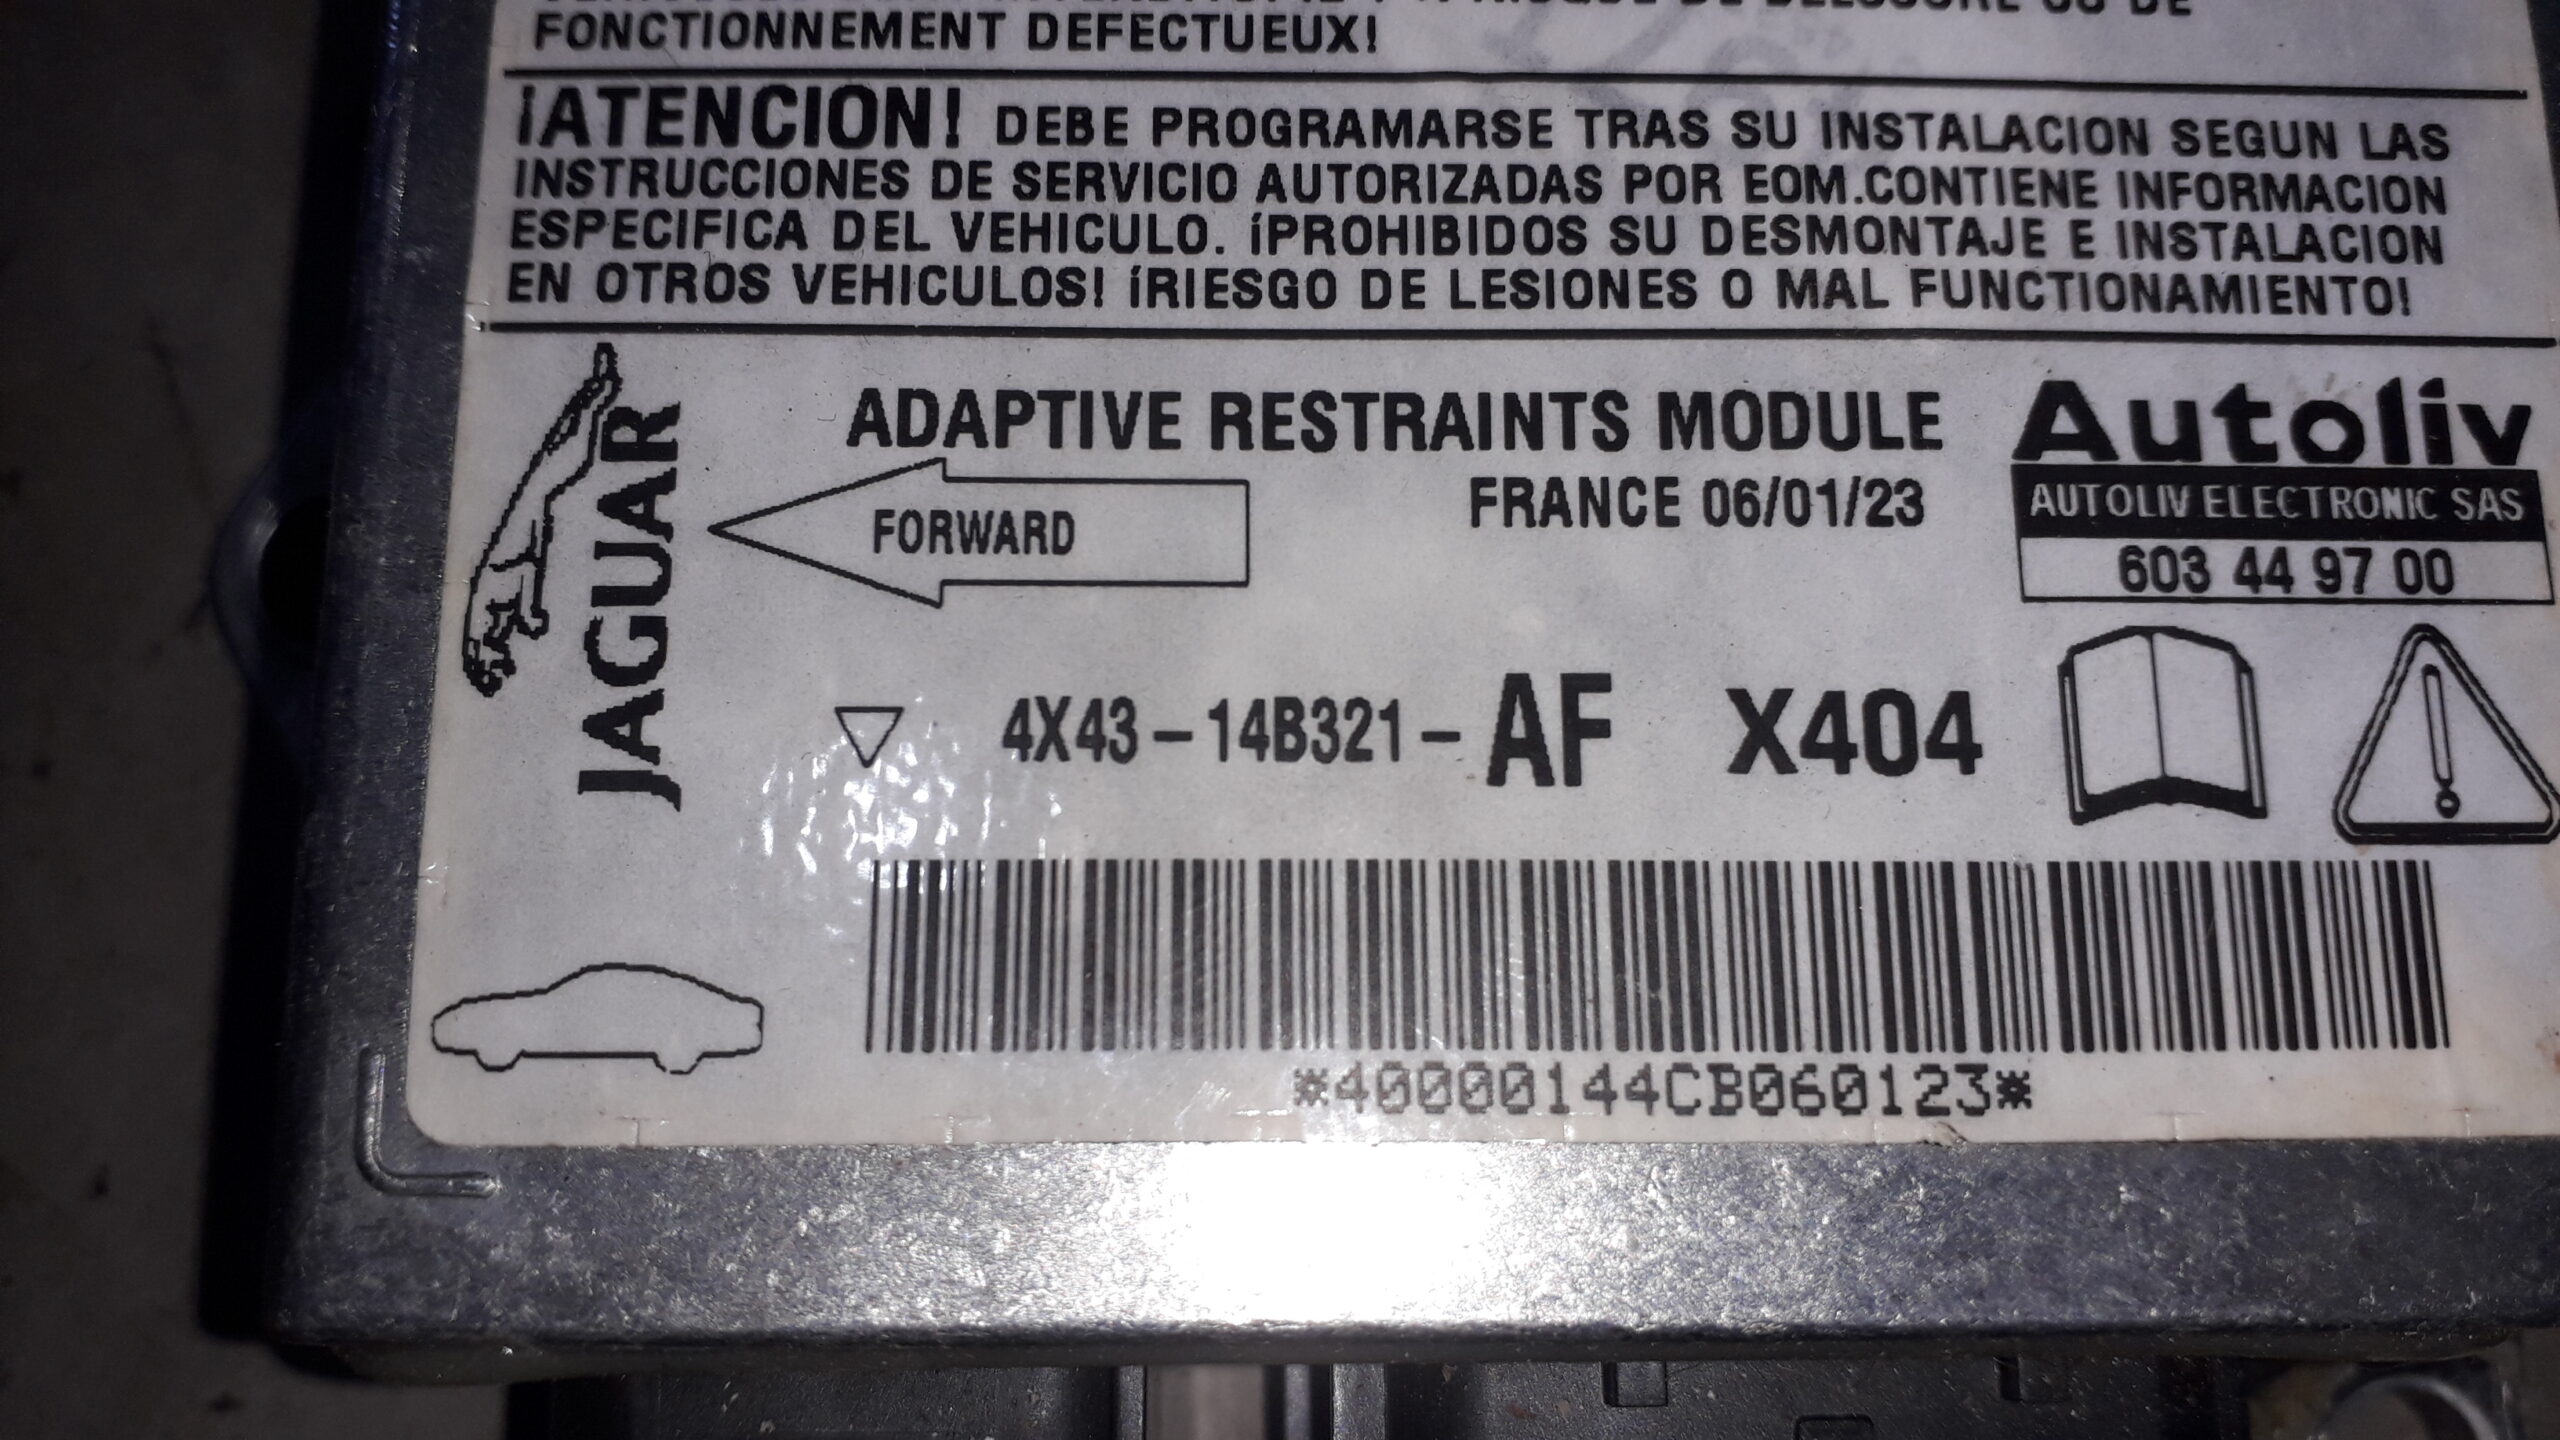 FONCTIONNEMENT DEFECTUEUX!
¡ATENCION! DEBE PROGRAMARSE TRAS SU INSTALACION SEGUN LAS
INSTRUCCIONES DE SERVICIO AUTORIZADAS POR EOM.CONTIENE INFORMACION
ESPECIFICA DEL VEHICULO. íPROHIBIDOS SU DESMONTAJE E INSTALACION
EN OTROS VEHICULOS! íRIESGO DE LESIONES O MAL FUNCTIONAMIENTO!
JAGUAR
ADAPTIVE RESTRAINTS MODULE
FORWARD
FRANCE 06/01/23
Autoliv
AUTOLIV ELECTRONIC SAS
603 44 97 00
4X43-14B321-AF X404
*40000144CB060123*